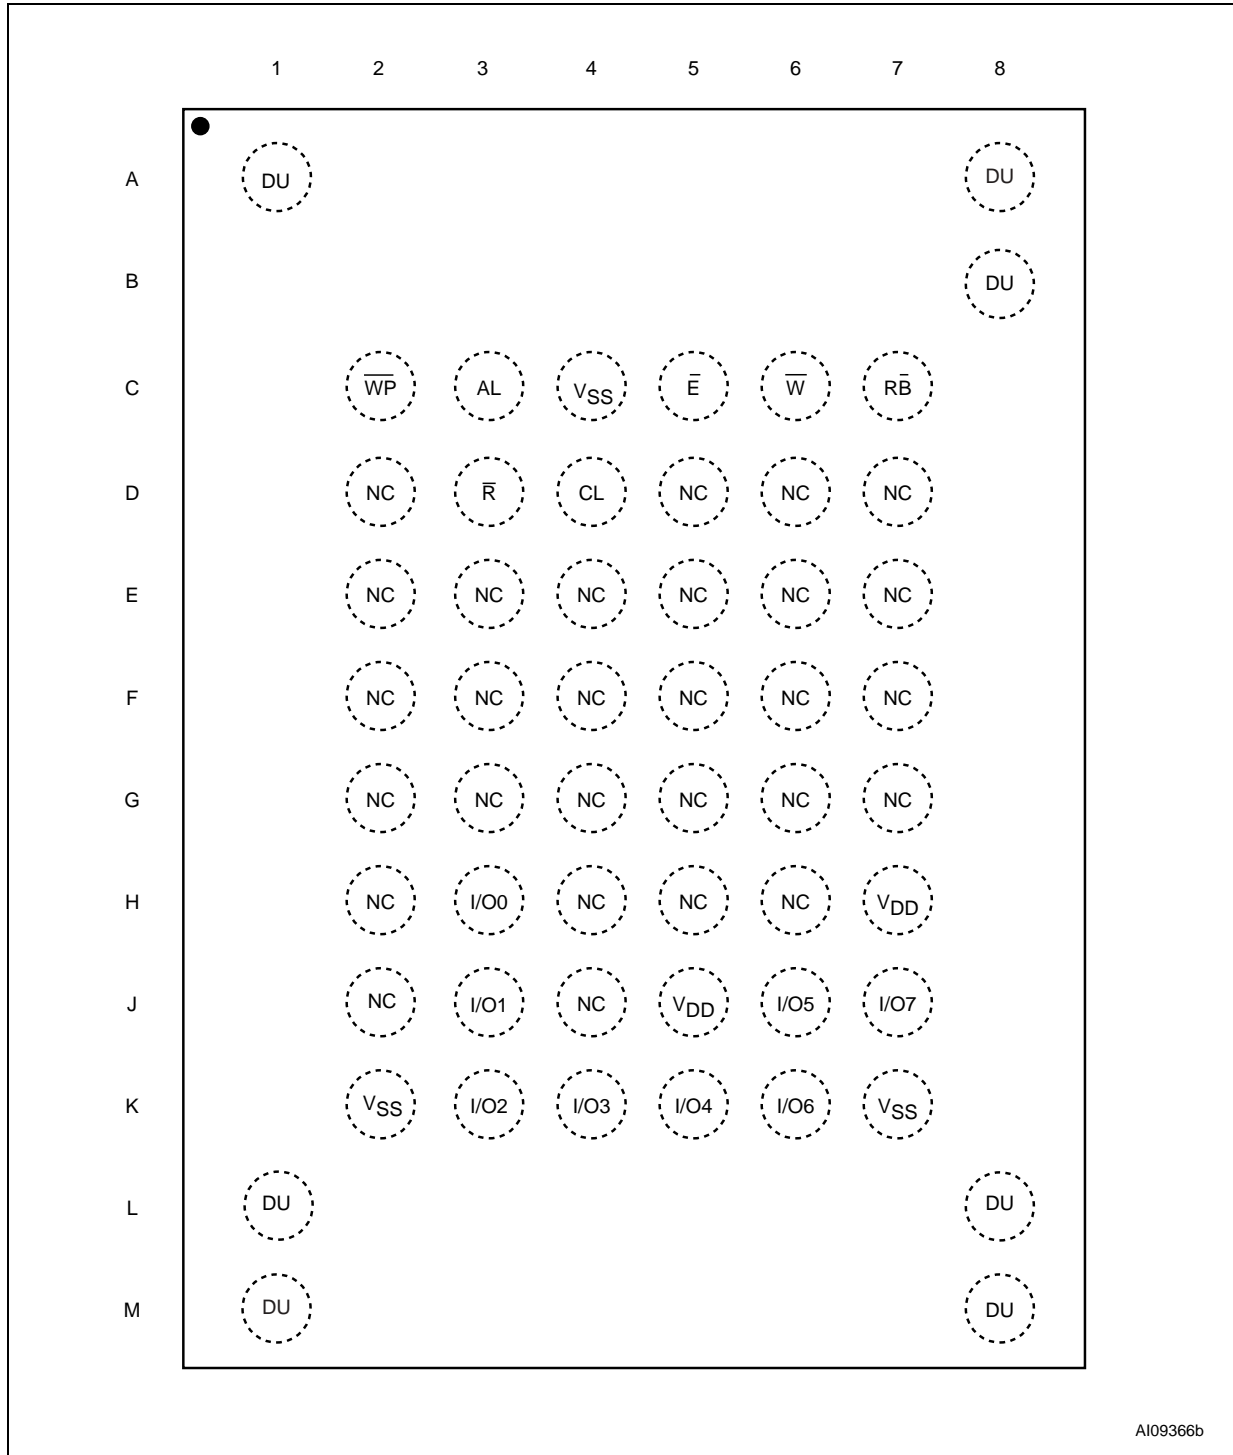 1 2 3 4 5 6 7 8
A DU DU
B DU
C W̅P̅ AL VSS E̅ W̅ RB̅
D NC R̅ CL NC NC NC
E NC NC NC NC NC NC
F NC NC NC NC NC NC
G NC NC NC NC NC NC
H NC I/O0 NC NC NC VDD
J NC I/O1 NC VDD I/O5 I/O7
K VSS I/O2 I/O3 I/O4 I/O6 VSS
L DU DU
M DU DU
AI09366b